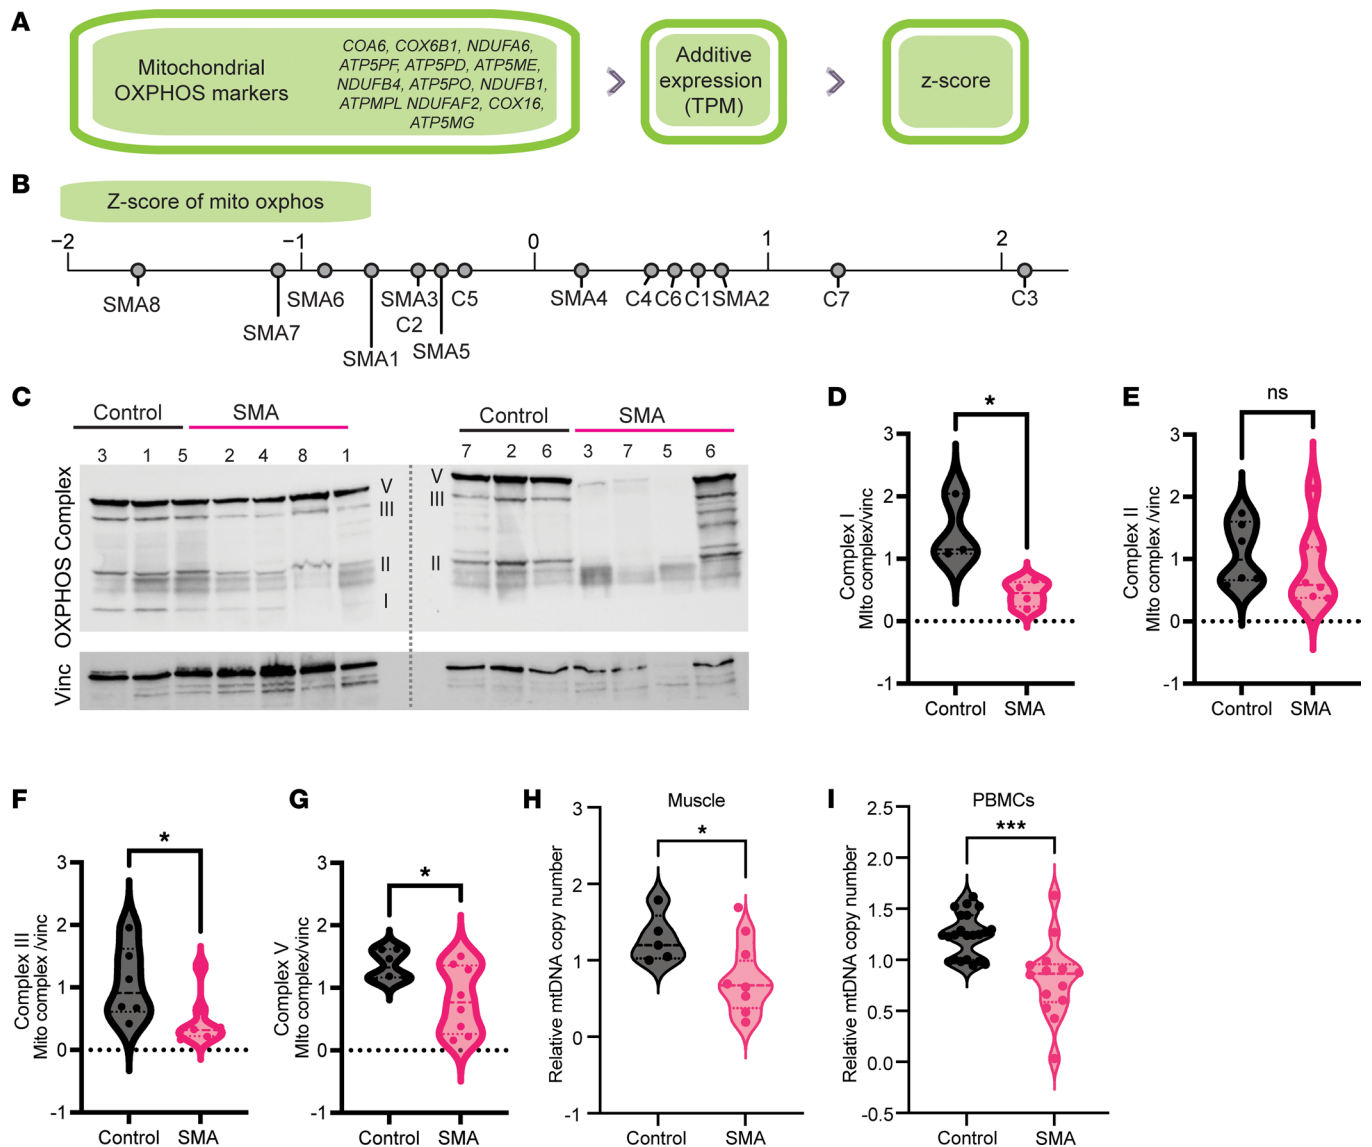 A
Mitochondrial
OXPHOS markers
COA6, COX6B1, NDUFA6,
ATP5PF, ATP5PD, ATP5ME,
NDUFB4, ATP5PO, NDUFB1,
ATPMPL NDUFAF2, COX16,
ATP5MG
Additive
expression
(TPM)
z-score
B
Z-score of mito oxphos
−2 −1 0 1 2
SMA8 SMA6 SMA3 C5 SMA4 C4 C6 C1 SMA2 C7 C3
SMA7 C2
SMA1 SMA5
C
Control SMA Control SMA
3 1 5 2 4 8 1 7 2 6 3 7 5 6
OXPHOS Complex
V
III
II
I
V
III
II
Vinc
D
*
Complex I
MIto complex/vinc
3
2
1
0
-1
Control SMA
E
ns
Complex II
MIto complex /vinc
3
2
1
0
-1
Control SMA
F
*
Complex III
MIto complex /vinc
3
2
1
0
-1
Control SMA
G
*
Complex V
MIto complex/vinc
3
2
1
0
-1
Control SMA
H
Muscle
*
Relative mtDNA copy number
3
2
1
0
-1
Control SMA
I
PBMCs
***
Relative mtDNA copy number
2.5
2.0
1.5
1.0
0.0
-0.5
0.5
Control SMA